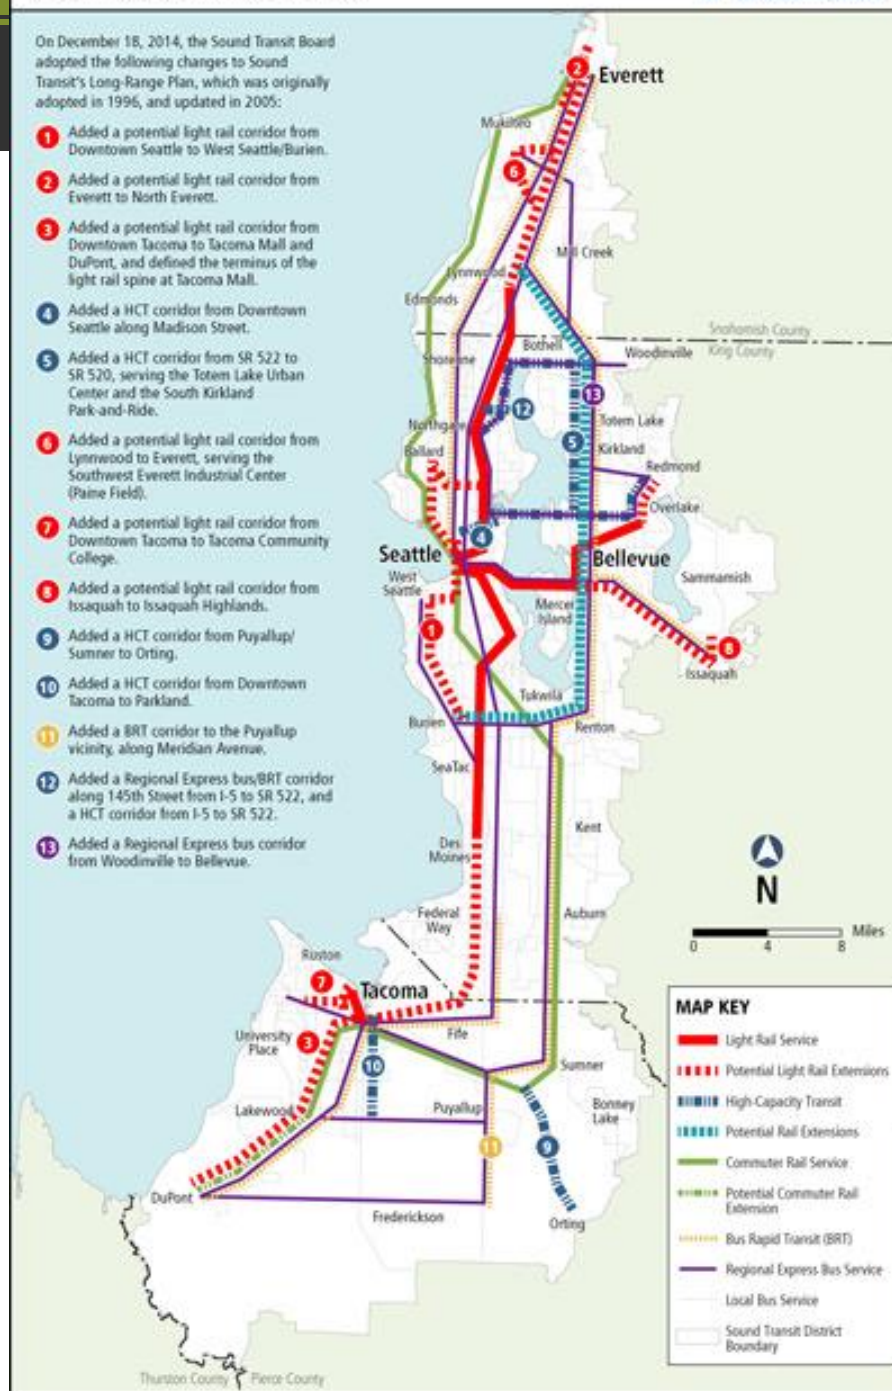 On December 18, 2014, the Sound Transit Board
adopted the following changes to Sound
Transit's Long-Range Plan, which was originally
adopted in 1996, and updated in 2005:
1 Added a potential light rail corridor from
Downtown Seattle to West Seattle/Burien.
2 Added a potential light rail corridor from
Everett to North Everett.
3 Added a potential light rail corridor from
Downtown Tacoma to Tacoma Mall and
DuPont, and defined the terminus of the
light rail spine at Tacoma Mall.
4 Added a HCT corridor from Downtown
Seattle along Madison Street.
5 Added a HCT corridor from SR 522 to
SR 520, serving the Totem Lake Urban
Center and the South Kirkland
Park-and-Ride.
6 Added a potential light rail corridor from
Lynnwood to Everett, serving the
Southwest Everett Industrial Center
(Paine Field).
7 Added a potential light rail corridor from
Downtown Tacoma to Tacoma Community
College.
8 Added a potential light rail corridor from
Issaquah to Issaquah Highlands.
9 Added a HCT corridor from Puyallup/
Sumner to Orting.
10 Added a HCT corridor from Downtown
Tacoma to Parkland.
11 Added a BRT corridor to the Puyallup
vicinity, along Meridian Avenue.
12 Added a Regional Express bus/BRT corridor
along 145th Street from I-5 to SR 522, and
a HCT corridor from I-5 to SR 522.
13 Added a Regional Express bus corridor
from Woodinville to Bellevue.
2
Everett
Mukilteo
6
Mill Creek
Lynnwood
Edmonds
Snohomish County
King County
Bothell
Shoreline
Woodinville
13
12
Northgate
Totem Lake
5
Kirkland
Ballard
Redmond
Overlake
4
Seattle
Bellevue
West
Seattle
Sammamish
Mercer
Island
1
8
Issaquah
Tukwila
Burien
Renton
SeaTac
Kent
Des
Moines
N
Federal
Way
Auburn
Miles
0 4 8
Ruston
7
Tacoma
University
Place
3
Fife
10
Sumner
Lakewood
Puyallup
Bonney
Lake
11
9
DuPont
Frederickson
Orting
Thurston County
Pierce County
MAP KEY
Light Rail Service
Potential Light Rail Extensions
High-Capacity Transit
Potential Rail Extensions
Commuter Rail Service
Potential Commuter Rail
Extension
Bus Rapid Transit (BRT)
Regional Express Bus Service
Local Bus Service
Sound Transit District
Boundary